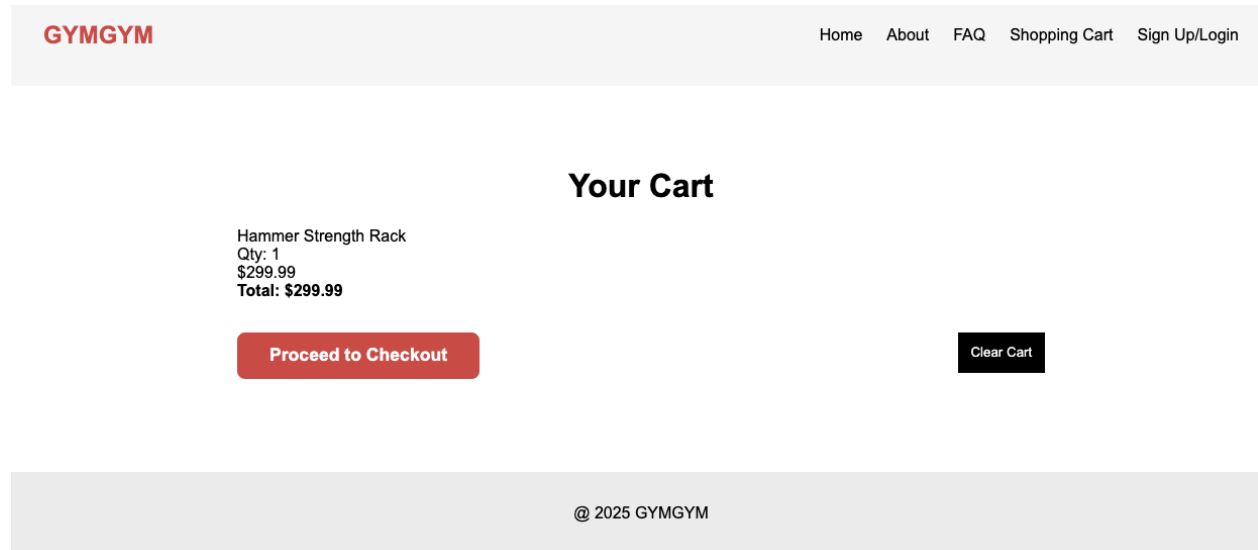 GYMGYM
Home About FAQ Shopping Cart Sign Up/Login
Your Cart
Hammer Strength Rack
Qty: 1
$299.99
Total: $299.99
Proceed to Checkout
Clear Cart
@ 2025 GYMGYM